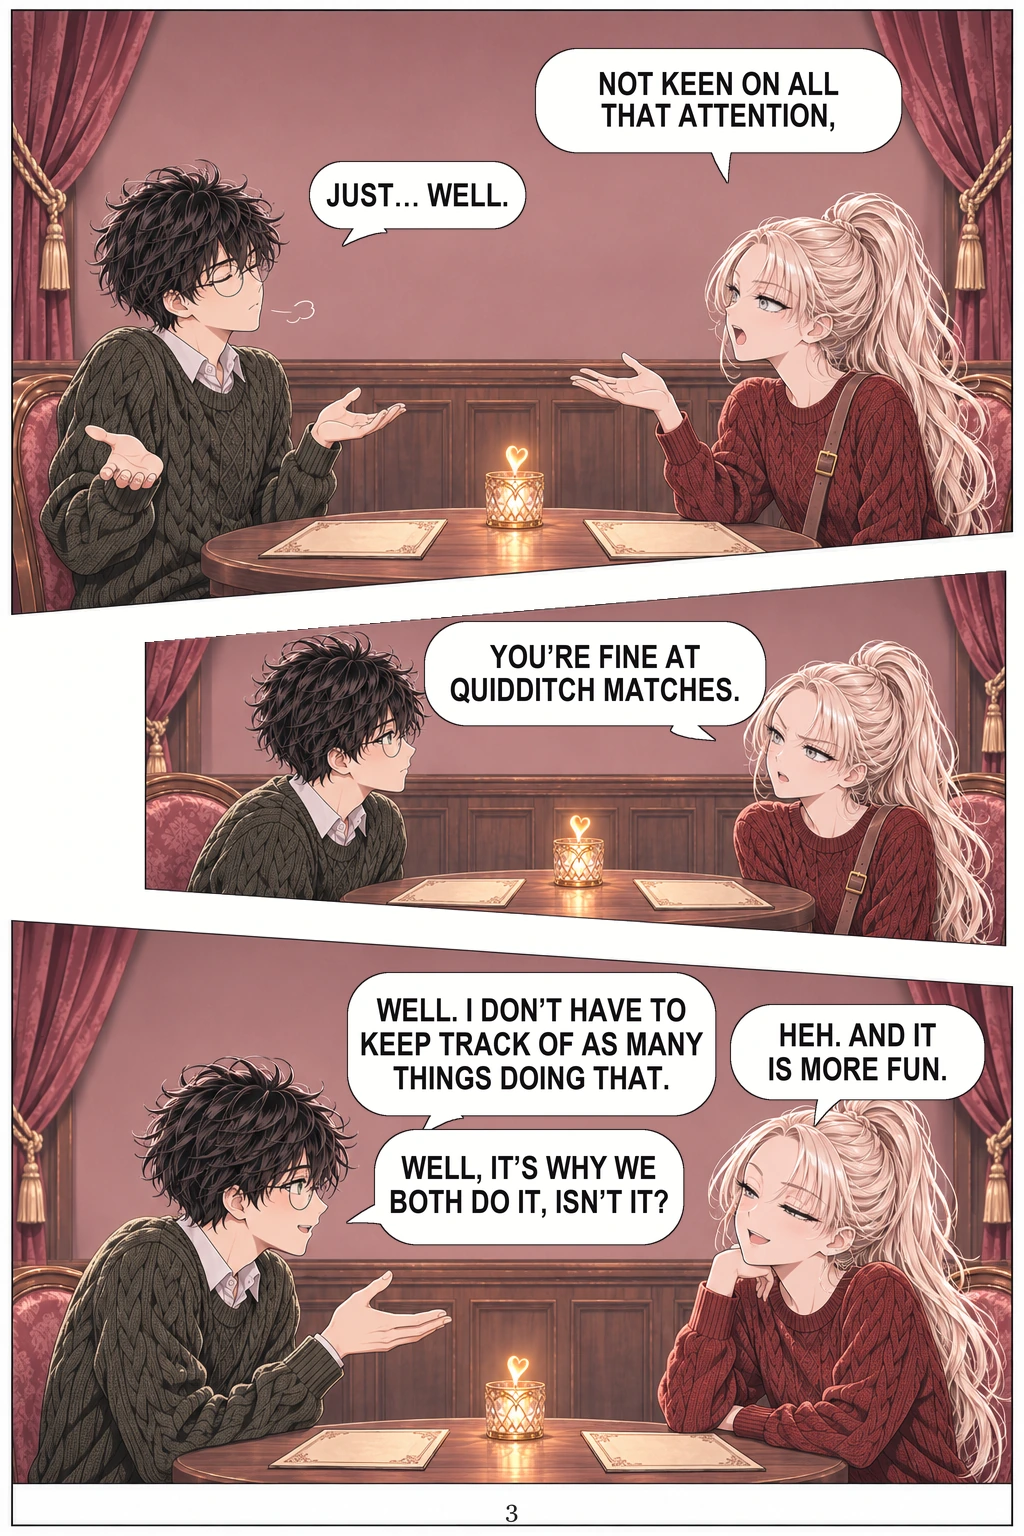 JUST... WELL.
NOT KEEN ON ALL
THAT ATTENTION,
YOU'RE FINE AT
QUIDDITCH MATCHES.
WELL. I DON'T HAVE TO
KEEP TRACK OF AS MANY
THINGS DOING THAT.
WELL, IT'S WHY WE
BOTH DO IT, ISN'T IT?
HEH. AND IT
IS MORE FUN.
3